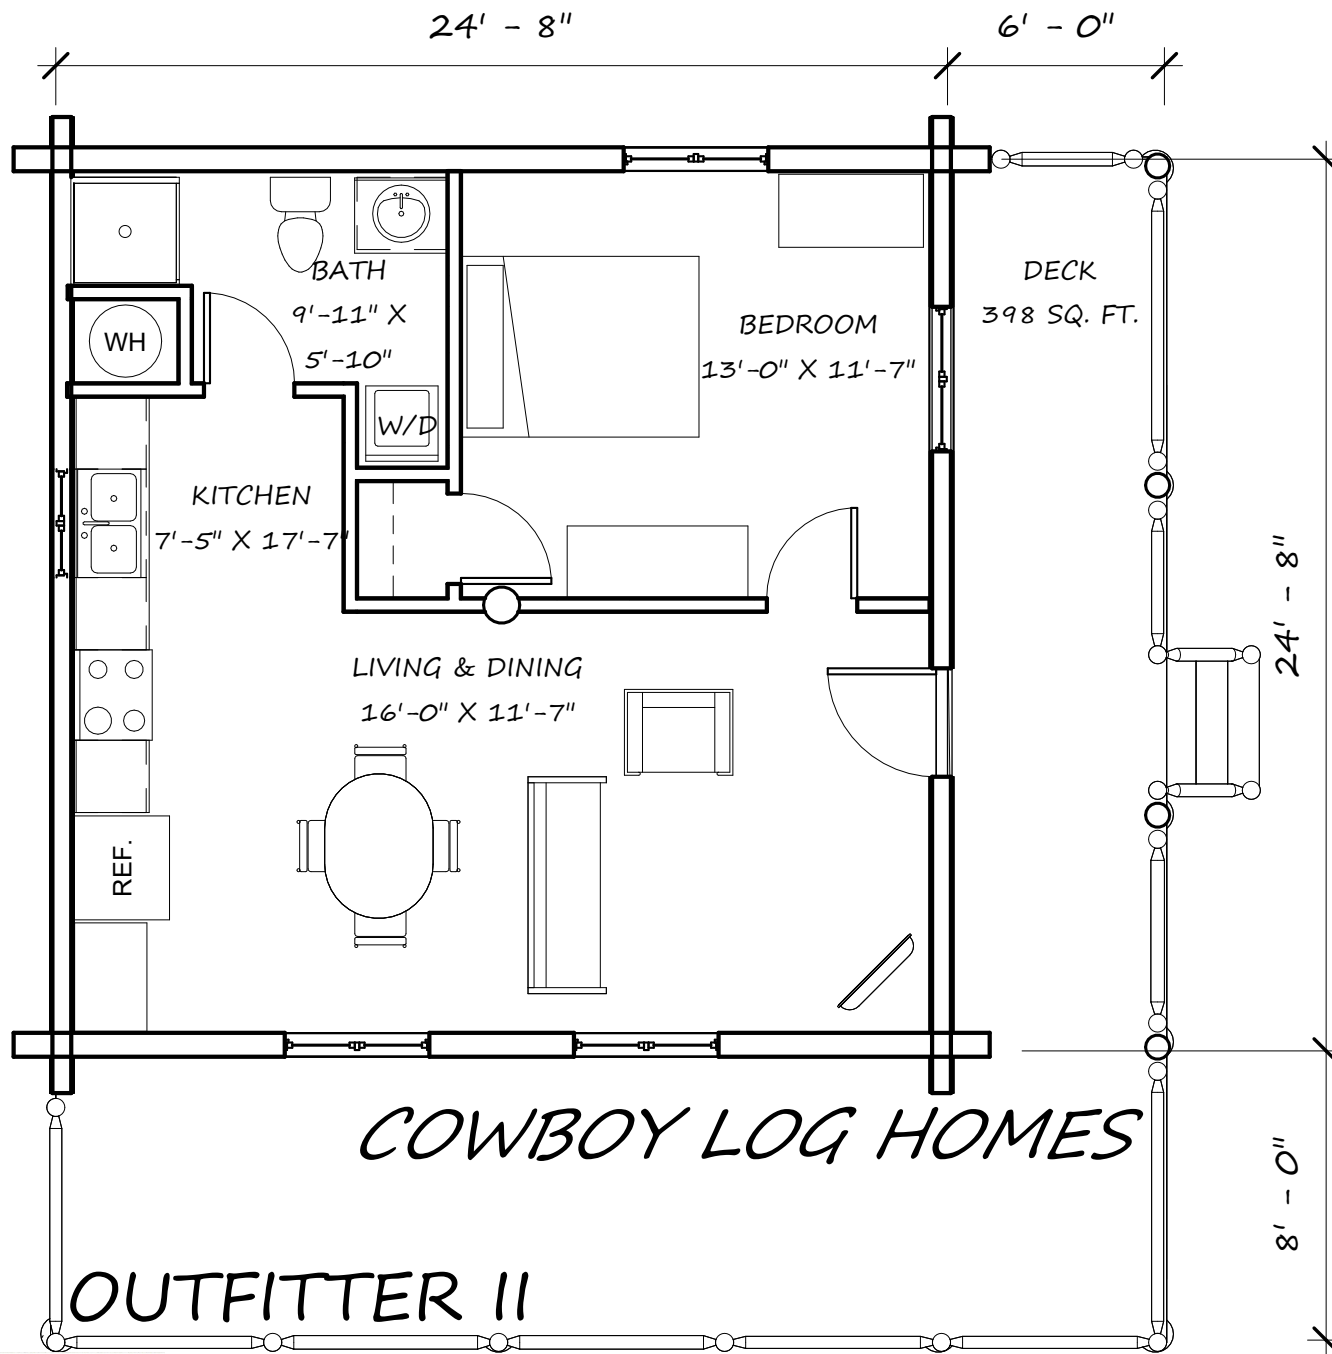 24' - 8"
6' - 0"
BATH
9'-11" X
5'-10"
WH
W/D
BEDROOM
13'-0" X 11'-7"
DECK
398 SQ. FT.
KITCHEN
7'-5" X 17'-7"
24' - 8"
LIVING & DINING
16'-0" X 11'-7"
REF.
COWBOY LOG HOMES
8' - 0"
OUTFITTER II